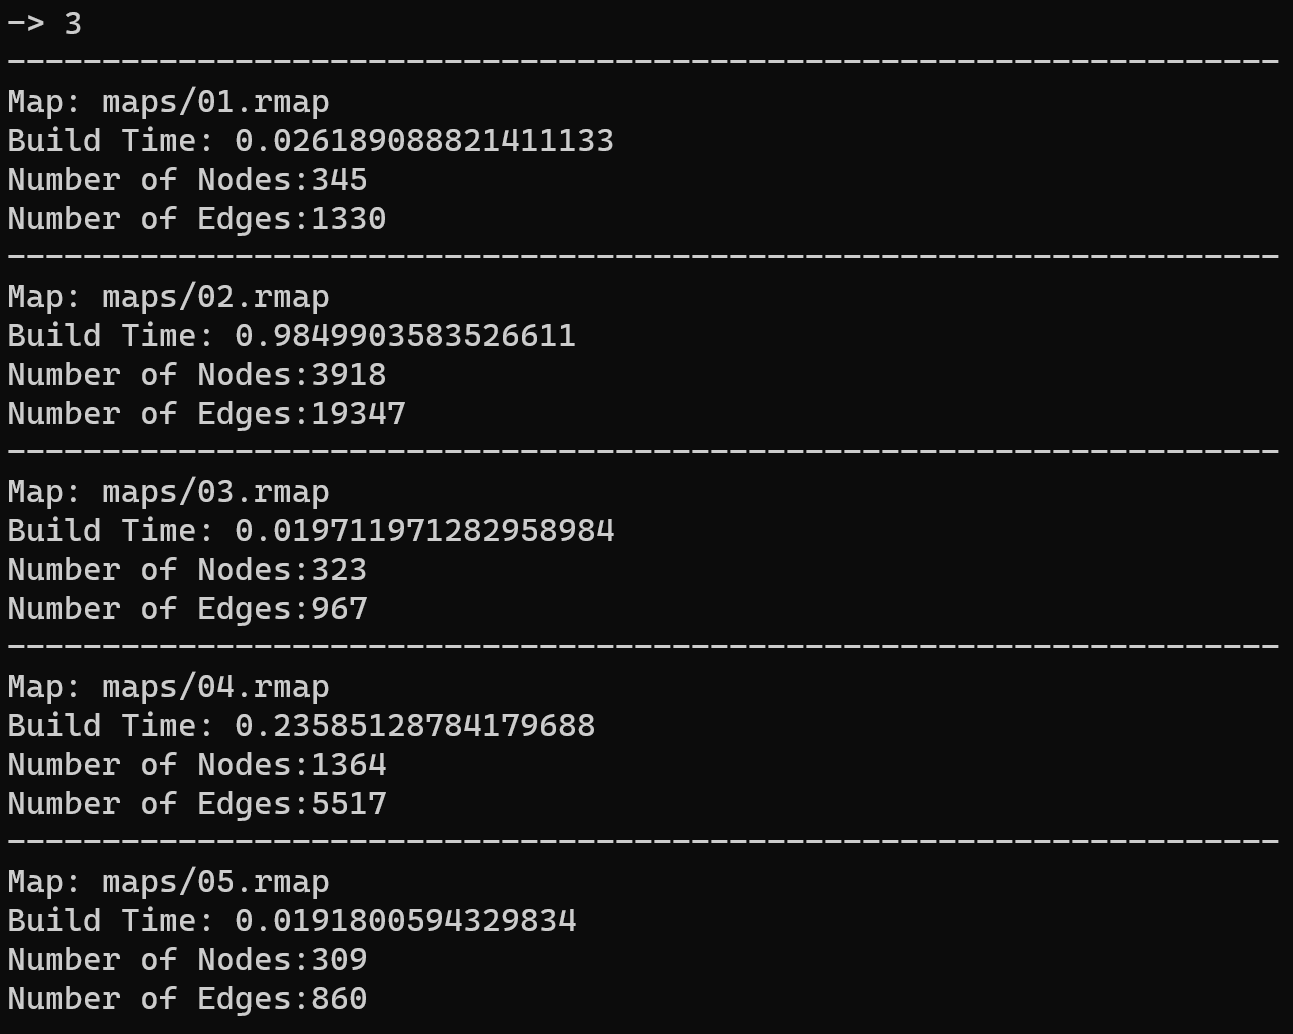 -> 3
-------------------------------------------------------------------
Map: maps/01.rmap
Build Time: 0.026189088821411133
Number of Nodes:345
Number of Edges:1330
-------------------------------------------------------------------
Map: maps/02.rmap
Build Time: 0.9849903583526611
Number of Nodes:3918
Number of Edges:19347
-------------------------------------------------------------------
Map: maps/03.rmap
Build Time: 0.019711971282958984
Number of Nodes:323
Number of Edges:967
-------------------------------------------------------------------
Map: maps/04.rmap
Build Time: 0.23585128784179688
Number of Nodes:1364
Number of Edges:5517
-------------------------------------------------------------------
Map: maps/05.rmap
Build Time: 0.0191800594329834
Number of Nodes:309
Number of Edges:860